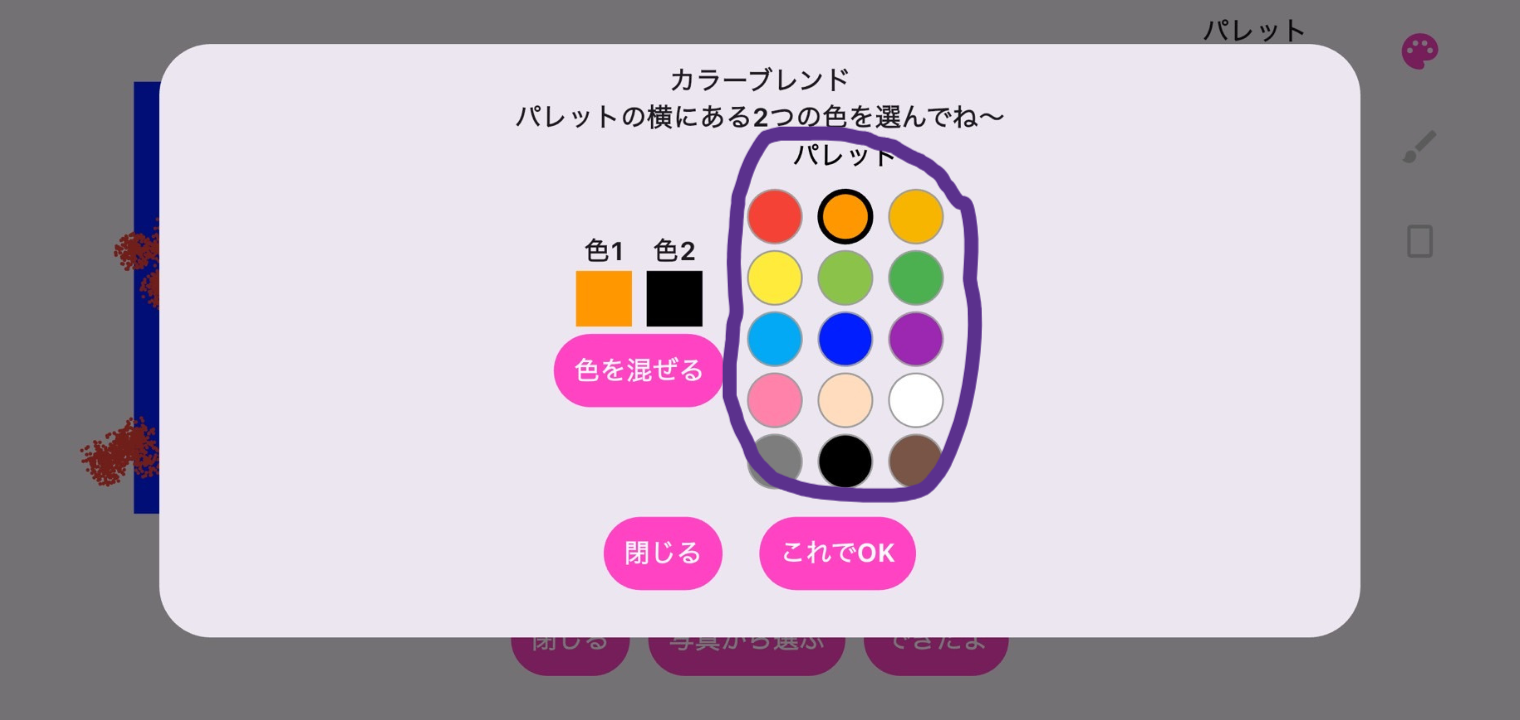 パレット
カラーブレンド
パレットの横にある2つの色を選んでね〜
パレット
色1 色2
色を混ぜる
閉じる これでOK
閉じる 写真から選ぶ できたよ